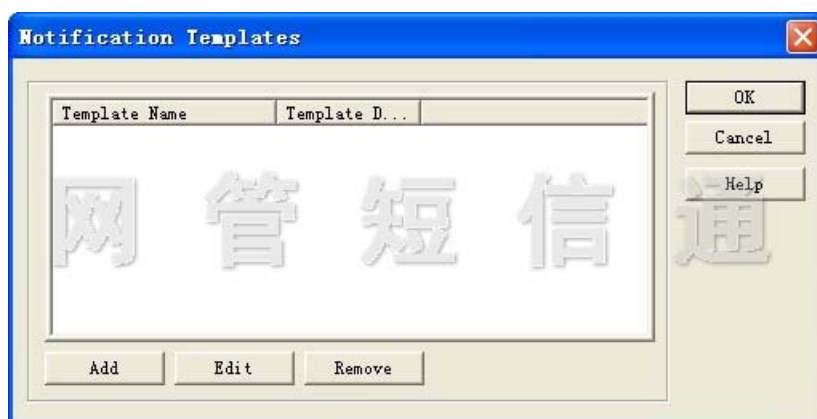 Notification Templates
Template Name Template D...
OK
Cancel
Help
网管短信通
Add Edit Remove